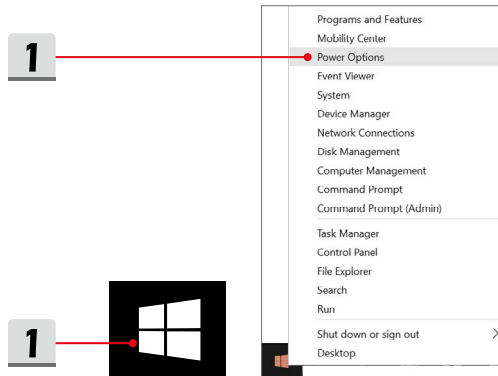 Programs and Features
Mobility Center
1
Power Options
Event Viewer
System
Device Manager
Network Connections
Disk Management
Computer Management
Command Prompt
Command Prompt (Admin)
Task Manager
Control Panel
File Explorer
Search
Run
Shut down or sign out
1
Desktop